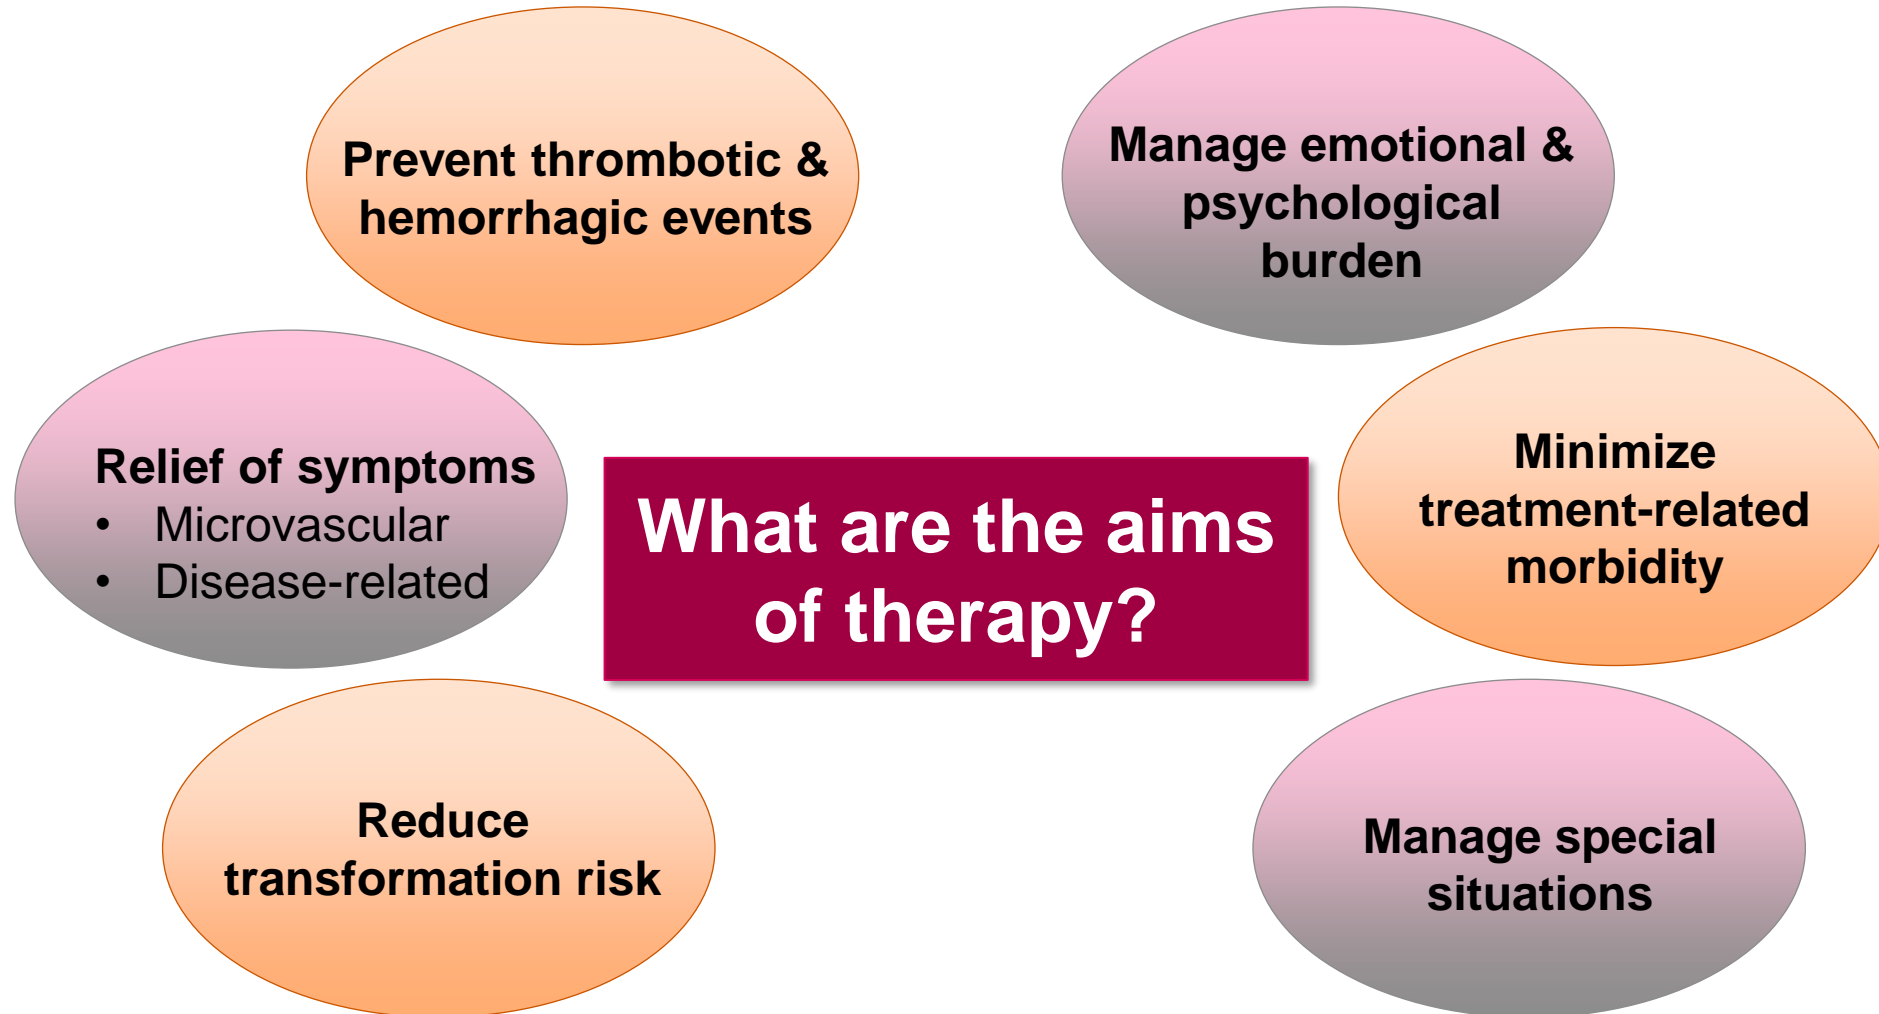 Prevent thrombotic &
hemorrhagic events
Manage emotional &
psychological
burden
Relief of symptoms
• Microvascular
• Disease-related
What are the aims
of therapy?
Minimize
treatment-related
morbidity
Reduce
transformation risk
Manage special
situations